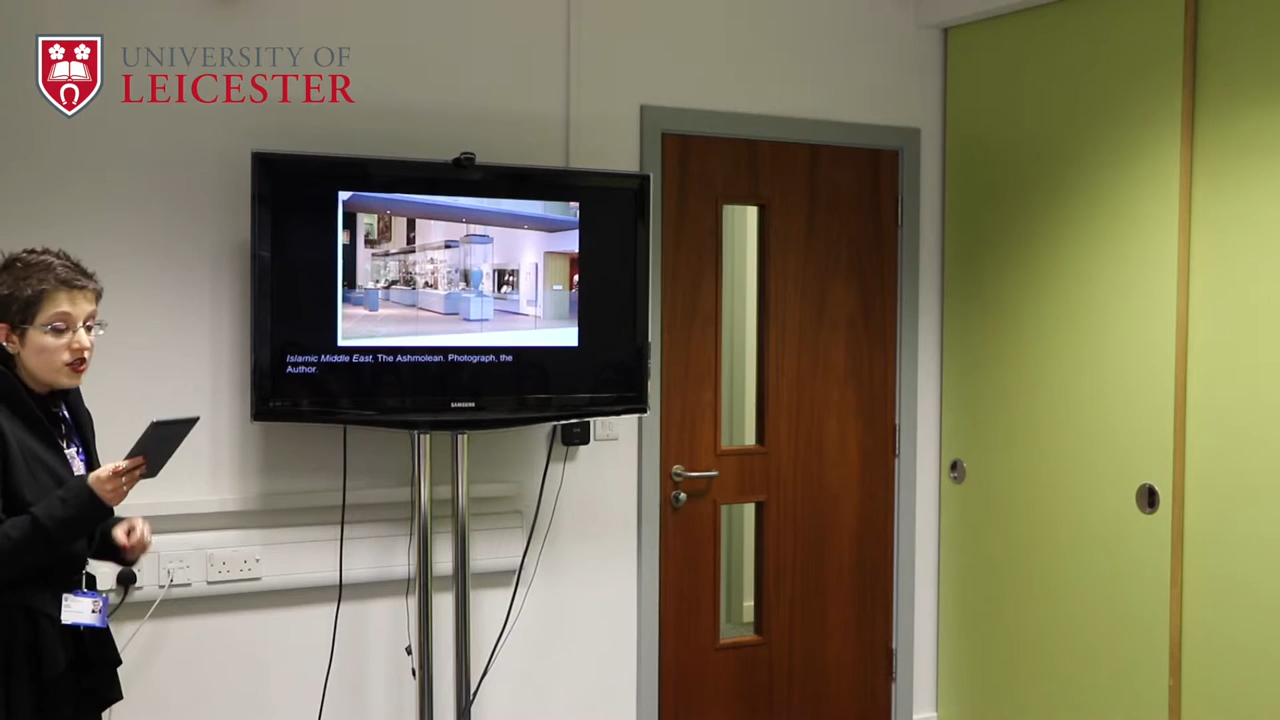 UNIVERSITY OF
LEICESTER
Islamic Middle East, The Ashmolean. Photograph, the
Author.
SAMSUNG